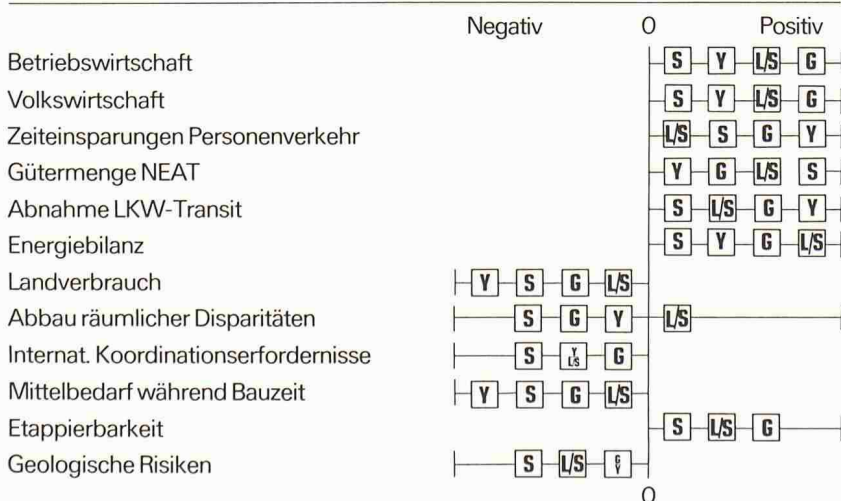 Negativ 0 Positiv
Betriebswirtschaft S Y L/S G
Volkswirtschaft S Y L/S G
Zeiteinsparungen Personenverkehr L/S S G Y
Gütermenge NEAT Y G L/S S
Abnahme LKW-Transit S L/S G Y
Energiebilanz S Y G L/S
Landverbrauch Y S G L/S
Abbau räumlicher Disparitäten S G Y L/S
Internat. Koordinationserfordernisse S Y L/S G
Mittelbedarf während Bauzeit Y S G L/S
Etappierbarkeit S L/S G
Geologische Risiken S L/S G Y
0